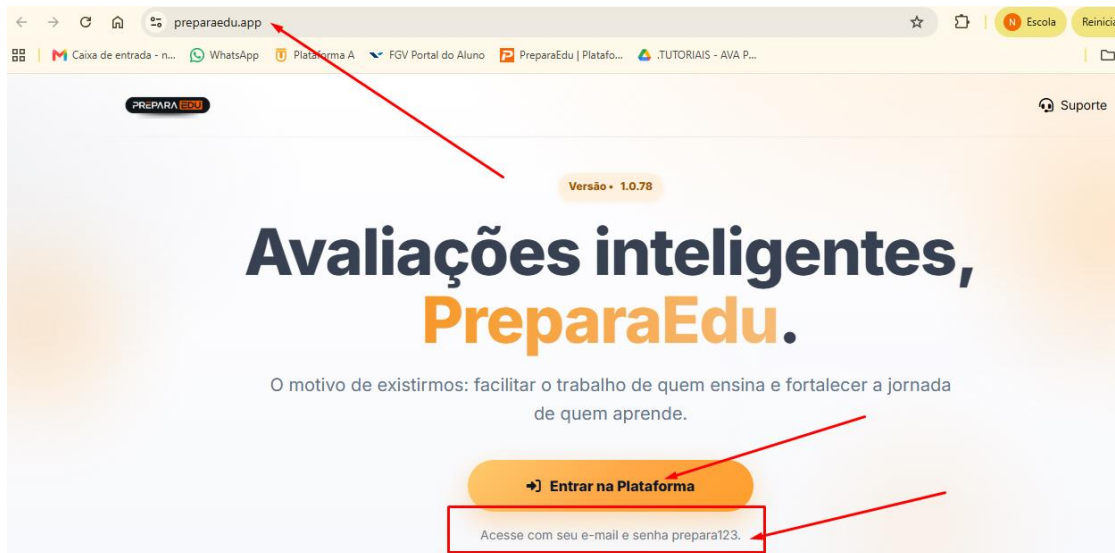 preparaedu.app
N Escola
Caixa de entrada - n...
WhatsApp
Plataforma A
FGV Portal do Aluno
PreparaEdu | Platafo...
.TUTORIAIS - AVA P...
PREPARA EDU
Suporte
Versão • 1.0.78
Avaliações inteligentes,
PreparaEdu.
O motivo de existirmos: facilitar o trabalho de quem ensina e fortalecer a jornada
de quem aprende.
Entrar na Plataforma
Acesse com seu e-mail e senha prepara123.